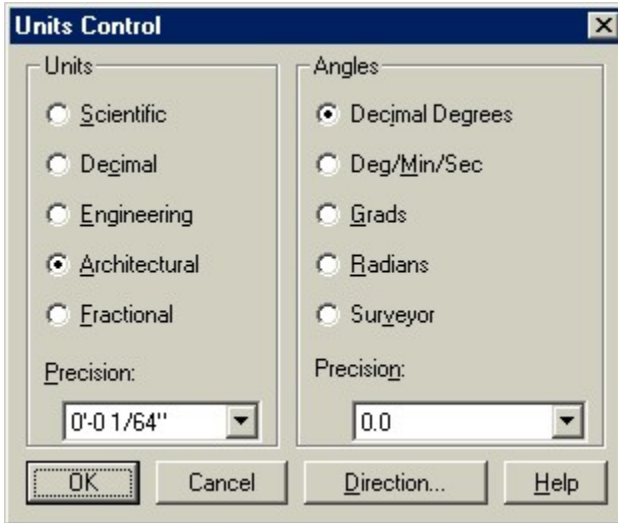 Units Control
Units
Scientific
Decimal
Engineering
Architectural
Fractional
Precision:
0'-0 1/64"
Angles
Decimal Degrees
Deg/Min/Sec
Grads
Radians
Surveyor
Precision:
0.0
OK
Cancel
Direction...
Help